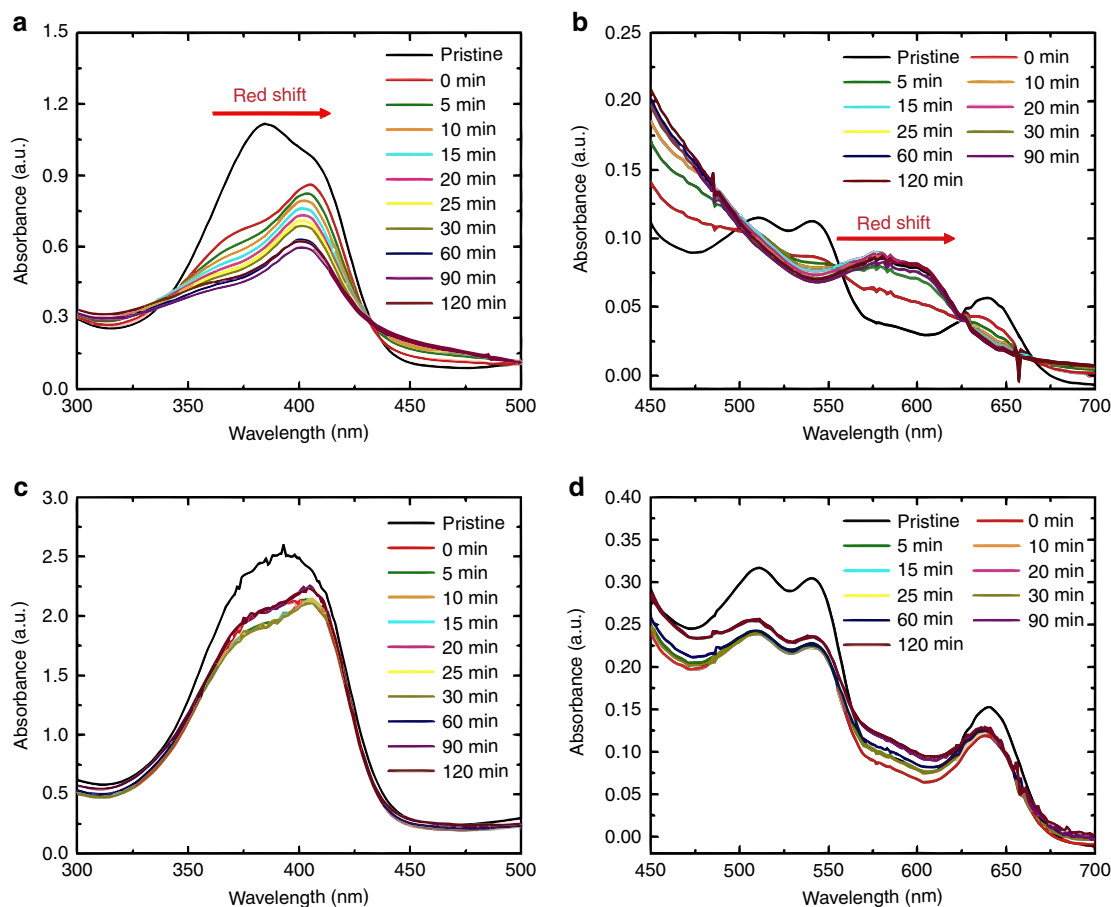 a
1.5
1.2
0.9
0.6
0.3
0.0
Absorbance (a.u.)
300
350
400
450
500
Wavelength (nm)
Red shift
Pristine
0 min
5 min
10 min
15 min
20 min
25 min
30 min
60 min
90 min
120 min
b
0.25
0.20
0.15
0.10
0.05
0.00
Absorbance (a.u.)
450
500
550
600
650
700
Wavelength (nm)
Red shift
Pristine
0 min
5 min
10 min
15 min
20 min
25 min
30 min
60 min
90 min
120 min
c
3.0
2.5
2.0
1.5
1.0
0.5
0.0
Absorbance (a.u.)
300
350
400
450
500
Wavelength (nm)
Pristine
0 min
5 min
10 min
15 min
20 min
25 min
30 min
60 min
90 min
120 min
d
0.40
0.35
0.30
0.25
0.20
0.15
0.10
0.05
0.00
Absorbance (a.u.)
450
500
550
600
650
700
Wavelength (nm)
Pristine
0 min
5 min
10 min
15 min
20 min
25 min
30 min
60 min
90 min
120 min